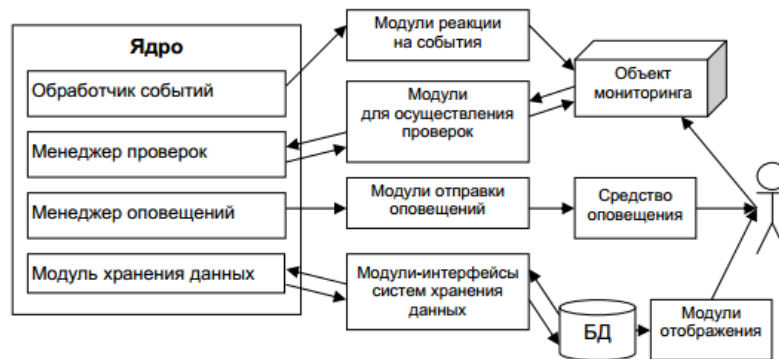 Ядро
Обработчик событий
Менеджер проверок
Менеджер оповещений
Модуль хранения данных
Модули реакции
на события
Модули
для осуществления
проверок
Модули отправки
оповещений
Модули-интерфейсы
систем хранения
данных
Объект
мониторинга
Средство
оповещения
БД
Модули
отображения